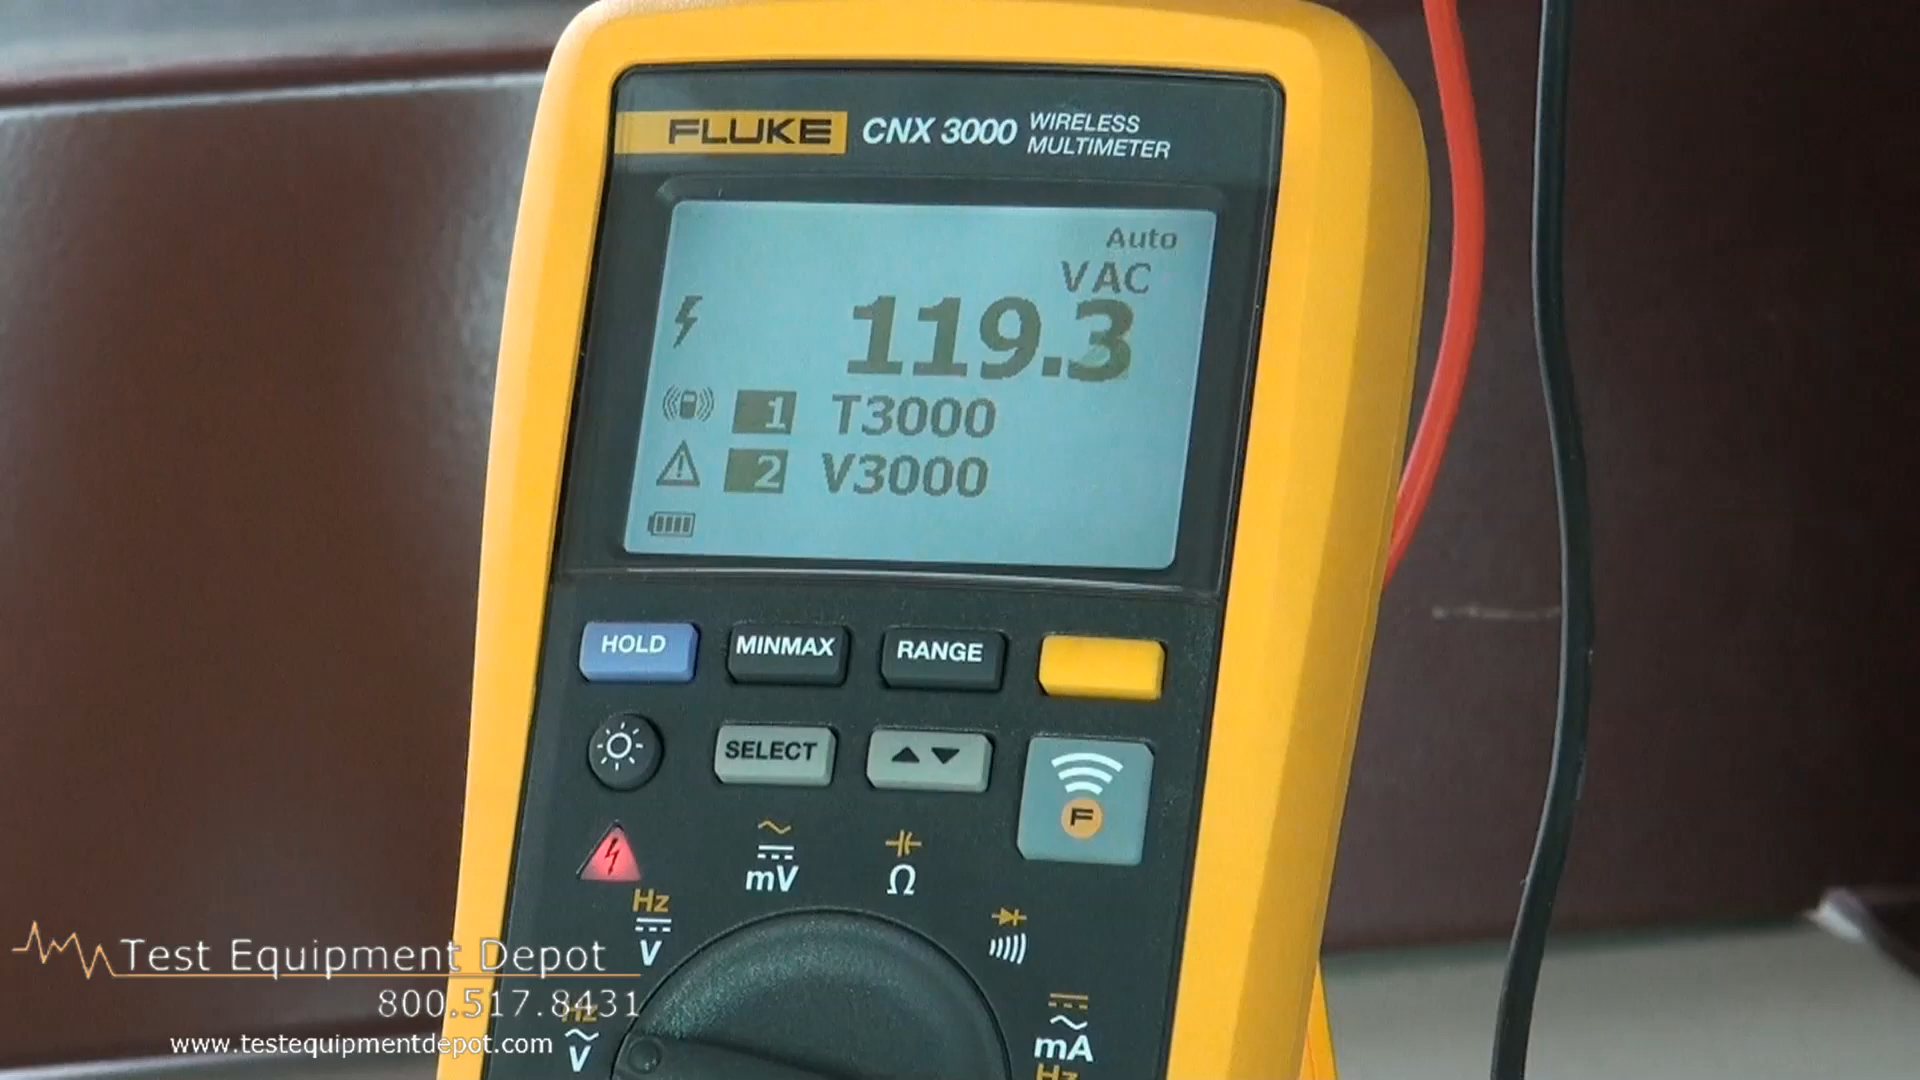 FLUKE CNX 3000 WIRELESS
MULTIMETER
Auto
VAC
119.3
1 T3000
2 V3000
HOLD MINMAX RANGE
SELECT
F
mV Ω
Hz
V
Hz
V
mA
Hz
Test Equipment Depot
800.517.8431
www.testequipmentdepot.com